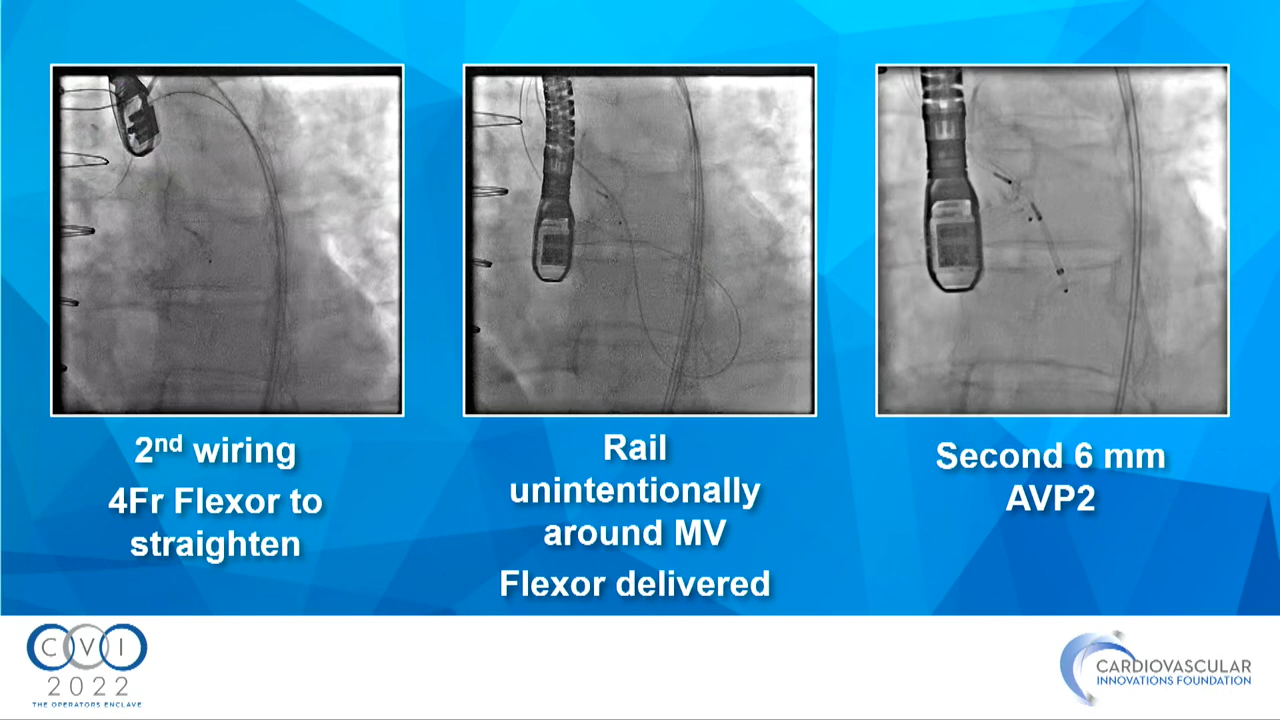 2nd wiring
4Fr Flexor to
straighten
Rail
unintentionally
around MV
Flexor delivered
Second 6 mm
AVP2
C V I
2022
THE OPERATORS ENCLAVE
CARDIOVASCULAR
INNOVATIONS FOUNDATION